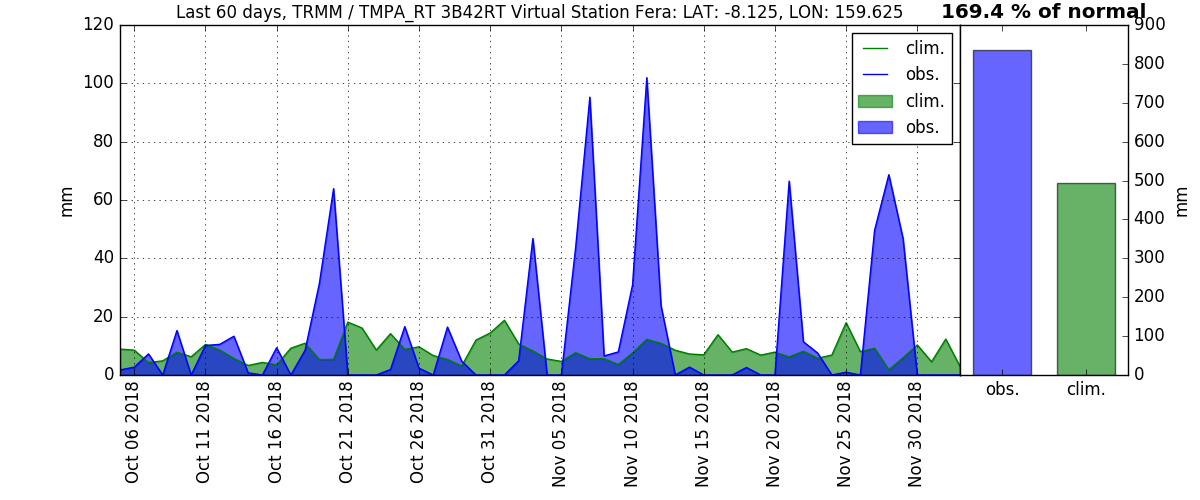 Last 60 days, TRMM / TMPA_RT 3B42RT Virtual Station Fera: LAT: -8.125, LON: 159.625
169.4 % of normal
120
100
80
60
40
20
0
mm
clim.
obs.
clim.
obs.
900
800
700
600
500
400
300
200
100
0
mm
Oct 06 2018
Oct 11 2018
Oct 16 2018
Oct 21 2018
Oct 26 2018
Oct 31 2018
Nov 05 2018
Nov 10 2018
Nov 15 2018
Nov 20 2018
Nov 25 2018
Nov 30 2018
obs.
clim.